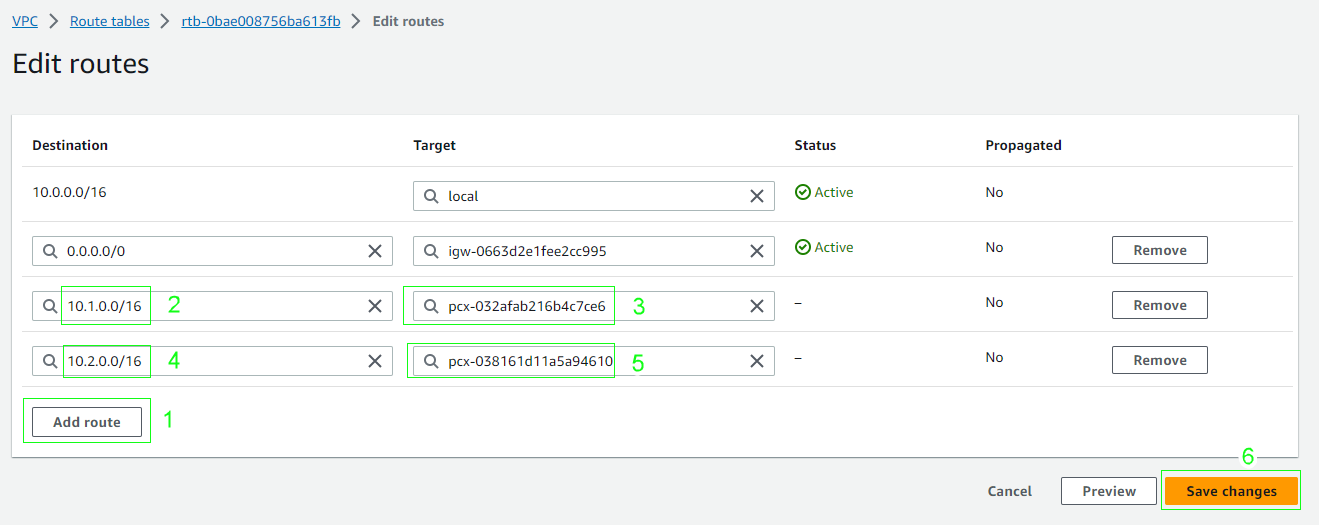 VPC > Route tables > rtb-0bae008756ba613fb > Edit routes
Edit routes
Destination Target Status Propagated
10.0.0.0/16 local Active No
0.0.0.0/0 igw-0663d2e1fee2cc995 Active No Remove
10.1.0.0/16 2 pcx-032afab216b4c7ce6 3 – No Remove
10.2.0.0/16 4 pcx-038161d11a5a94610 5 – No Remove
Add route 1
6
Cancel Preview Save changes